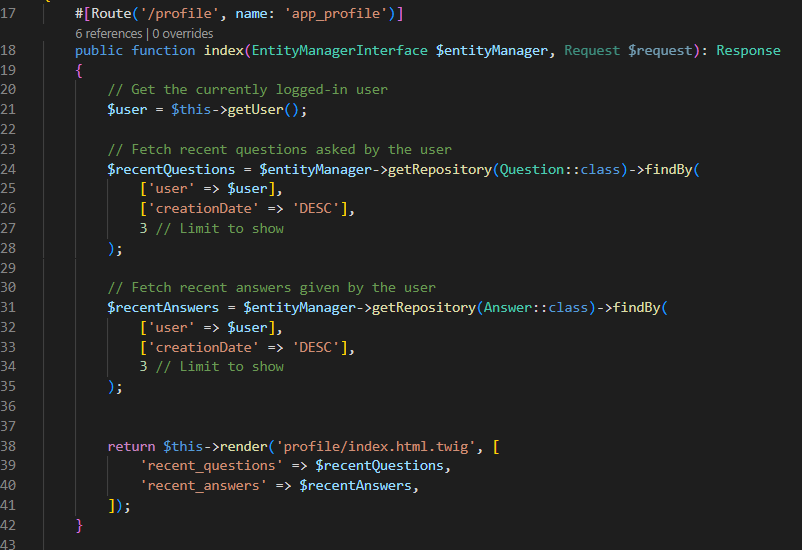 17 #[Route('/profile', name: 'app_profile')]
6 references | 0 overrides
18 public function index(EntityManagerInterface $entityManager, Request $request): Response
19 {
20 // Get the currently logged-in user
21 $user = $this->getUser();
22
23 // Fetch recent questions asked by the user
24 $recentQuestions = $entityManager->getRepository(Question::class)->findBy(
25 ['user' => $user],
26 ['creationDate' => 'DESC'],
27 3 // Limit to show
28 );
29
30 // Fetch recent answers given by the user
31 $recentAnswers = $entityManager->getRepository(Answer::class)->findBy(
32 ['user' => $user],
33 ['creationDate' => 'DESC'],
34 3 // Limit to show
35 );
36
37
38 return $this->render('profile/index.html.twig', [
39 'recent_questions' => $recentQuestions,
40 'recent_answers' => $recentAnswers,
41 ]);
42 }
43